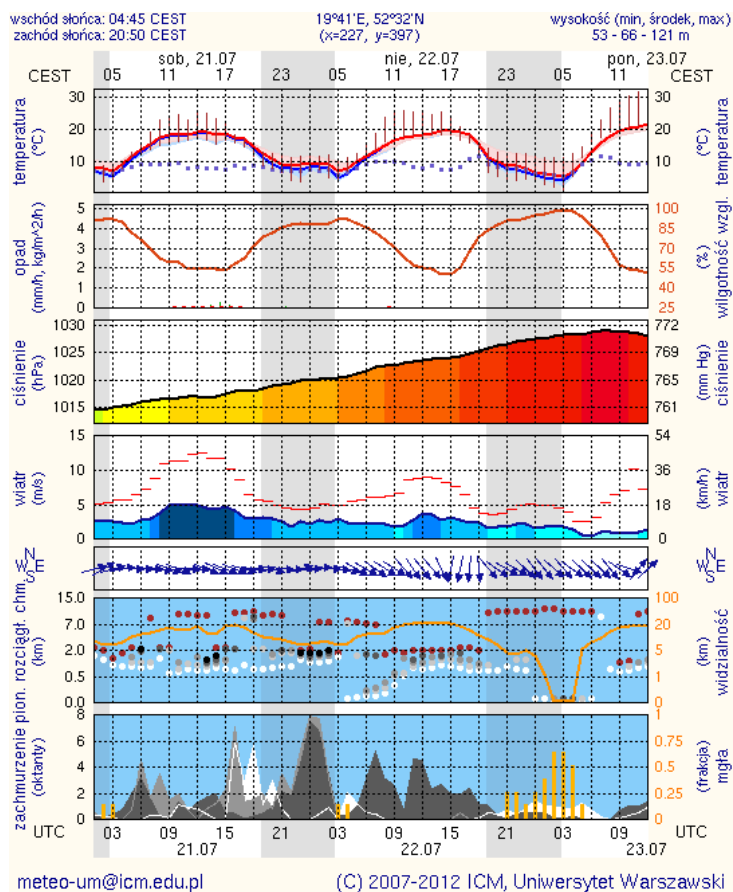 wschód słońca: 04:45 CEST 19°41'E, 52°32'N wysokość (min, środek, max)
zachód słońca: 20:50 CEST (x=227, y=397) 53 - 66 - 121 m
sob, 21.07 nie, 22.07 pon, 23.07
CEST 05 11 17 23 05 11 17 23 05 11 CEST
temperatura (°C)
30 20 10
30 20 10
temperatura (°C)
opad (mm/h, kg/m^2/h)
5 4 3 2 1 0
100 85 70 55 40 25
wilgotność wzgl. (%)
ciśnienie (hPa)
1030 1025 1020 1015
772 769 765 761
ciśnienie (mm Hg)
wiatr (m/s)
15 10 5 0
54 36 18 0
wiatr (km/h)
N W E S
N W E S
pion. rozciągł. chm. (km)
15.0 7.0 2.0 0.5 0.0
100 20 5 1 0
widzialność (km)
zachmurzenie (oktanty)
8 6 4 2 0
1 0.75 0.5 0.25 0
mgła (frakcja)
UTC 03 09 15 21 03 09 15 21 03 09 UTC
21.07 22.07 23.07
meteo-um@icm.edu.pl (C) 2007-2012 ICM, Uniwersytet Warszawski